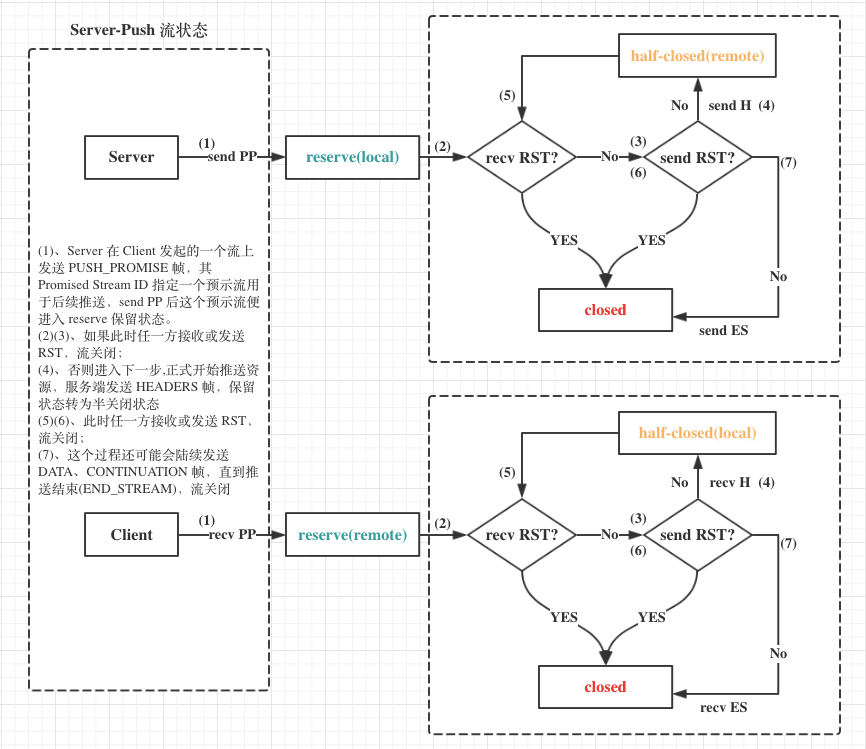 Server-Push 流状态
Server
(1)
send PP
reserve(local)
(2)
recv RST?
(5)
half-closed(remote)
No
send H (4)
No
(3)
(6)
send RST?
(7)
YES
YES
No
closed
send ES
(1)、Server 在 Client 发起的一个流上
发送 PUSH_PROMISE 帧，其
Promised Stream ID 指定一个预示流用
于后续推送，send PP 后这个预示流便
进入 reserve 保留状态。
(2)(3)、如果此时任一方接收或发送
RST，流关闭；
(4)、否则进入下一步,正式开始推送资
源，服务端发送 HEADERS 帧，保留
状态转为半关闭状态
(5)(6)、此时任一方接收或发送 RST，
流关闭；
(7)、这个过程还可能会陆续发送
DATA、CONTINUATION 帧，直到推
送结束(END_STREAM)，流关闭
Client
(1)
recv PP
reserve(remote)
(2)
recv RST?
(5)
half-closed(local)
No
recv H (4)
No
(3)
(6)
send RST?
(7)
YES
YES
No
closed
recv ES